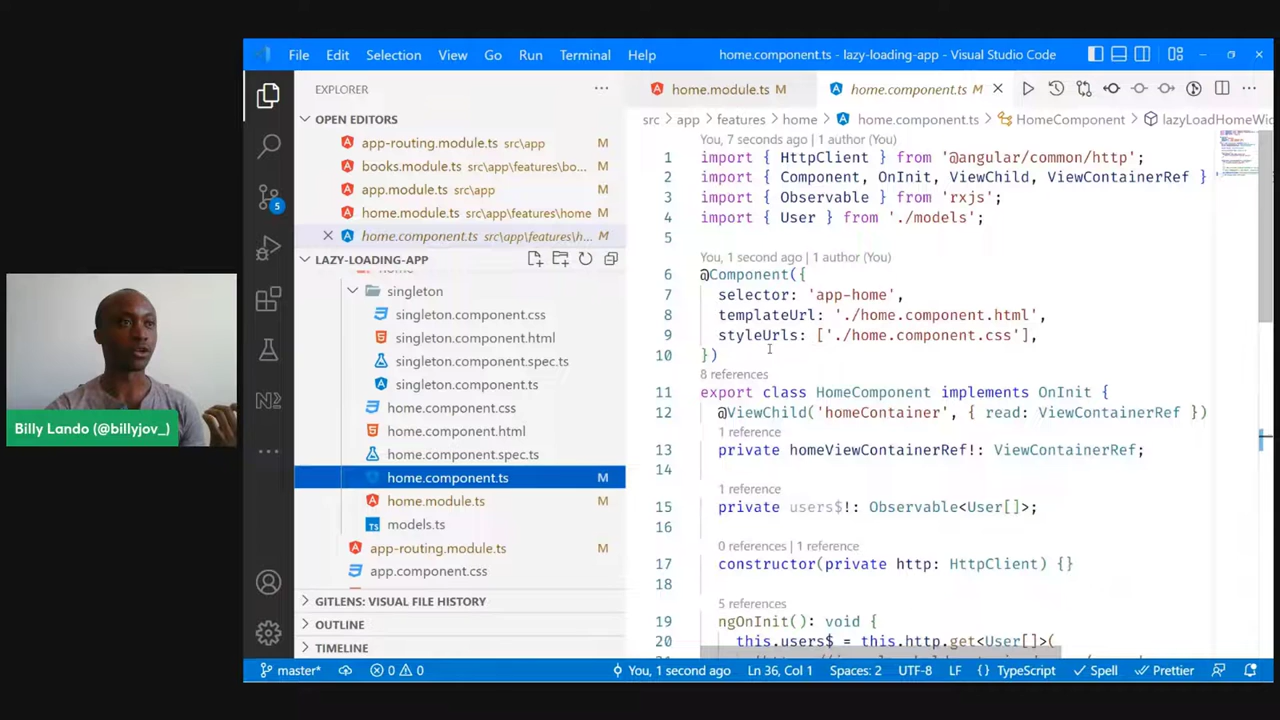 File Edit Selection View Go Run Terminal Help home.component.ts - lazy-loading-app - Visual Studio Code
EXPLORER
OPEN EDITORS
app-routing.module.ts src\app M
books.module.ts src\app\features\bo... M
app.module.ts src\app M
home.module.ts src\app\features\home M
home.component.ts src\app\features\h... M
LAZY-LOADING-APP
singleton
singleton.component.css
singleton.component.html
singleton.component.spec.ts
singleton.component.ts
home.component.css
home.component.html
home.component.spec.ts
home.component.ts M
home.module.ts M
TS models.ts
app-routing.module.ts M
app.component.css
GITLENS: VISUAL FILE HISTORY
OUTLINE
TIMELINE
5
home.module.ts M home.component.ts M
src app features home home.component.ts HomeComponent lazyLoadHomeWid
You, 7 seconds ago | 1 author (You)
1 import { HttpClient } from '@angular/common/http';
2 import { Component, OnInit, ViewChild, ViewContainerRef }
3 import { Observable } from 'rxjs';
4 import { User } from './models';
5
You, 1 second ago | 1 author (You)
6 @Component({
7 selector: 'app-home',
8 templateUrl: './home.component.html',
9 styleUrls: ['./home.component.css'],
10 })
8 references
11 export class HomeComponent implements OnInit {
12 @ViewChild('homeContainer', { read: ViewContainerRef })
1 reference
13 private homeViewContainerRef!: ViewContainerRef;
14
1 reference
15 private users$!: Observable<User[]>;
16
0 references | 1 reference
17 constructor(private http: HttpClient) {}
18
5 references
19 ngOnInit(): void {
20 this.users$ = this.http.get<User[]>(
master* 0 0 You, 1 second ago Ln 36, Col 1 Spaces: 2 UTF-8 LF {} TypeScript Spell Prettier
Billy Lando (@billyjov_)